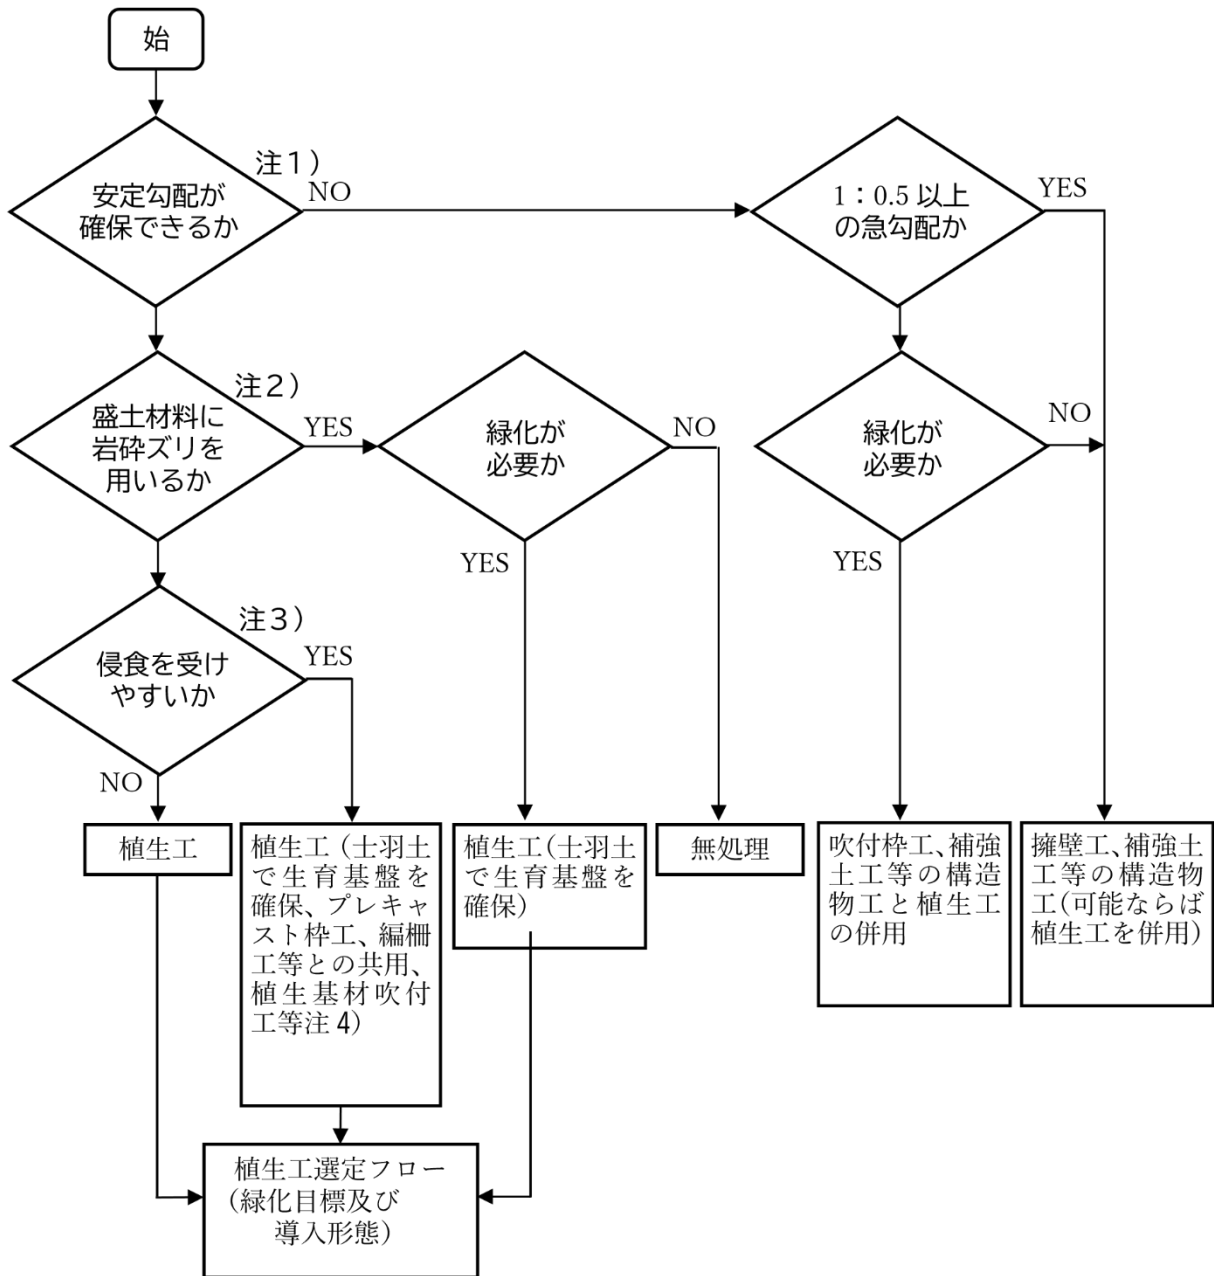 始
注１）
安定勾配が
確保できるか
NO
1：0.5 以上
の急勾配か
YES
注２）
盛土材料に
岩砕ズリを
用いるか
YES
緑化が
必要か
NO
緑化が
必要か
NO
YES
YES
注３）
侵食を受け
やすいか
YES
NO
植生工
植生工（士羽土
で生育基盤を
確保、プレキャ
スト枠工、編柵
工等との共用、
植生基材吹付
工等注 4）
植生工（士羽土
で生育基盤を
確保）
無処理
吹付枠工、補強
土工等の構造
物工と植生工
の併用
擁壁工、補強土
工等の構造物
工（可能ならば
植生工を併用）
植生工選定フロー
（緑化目標及び
導入形態）